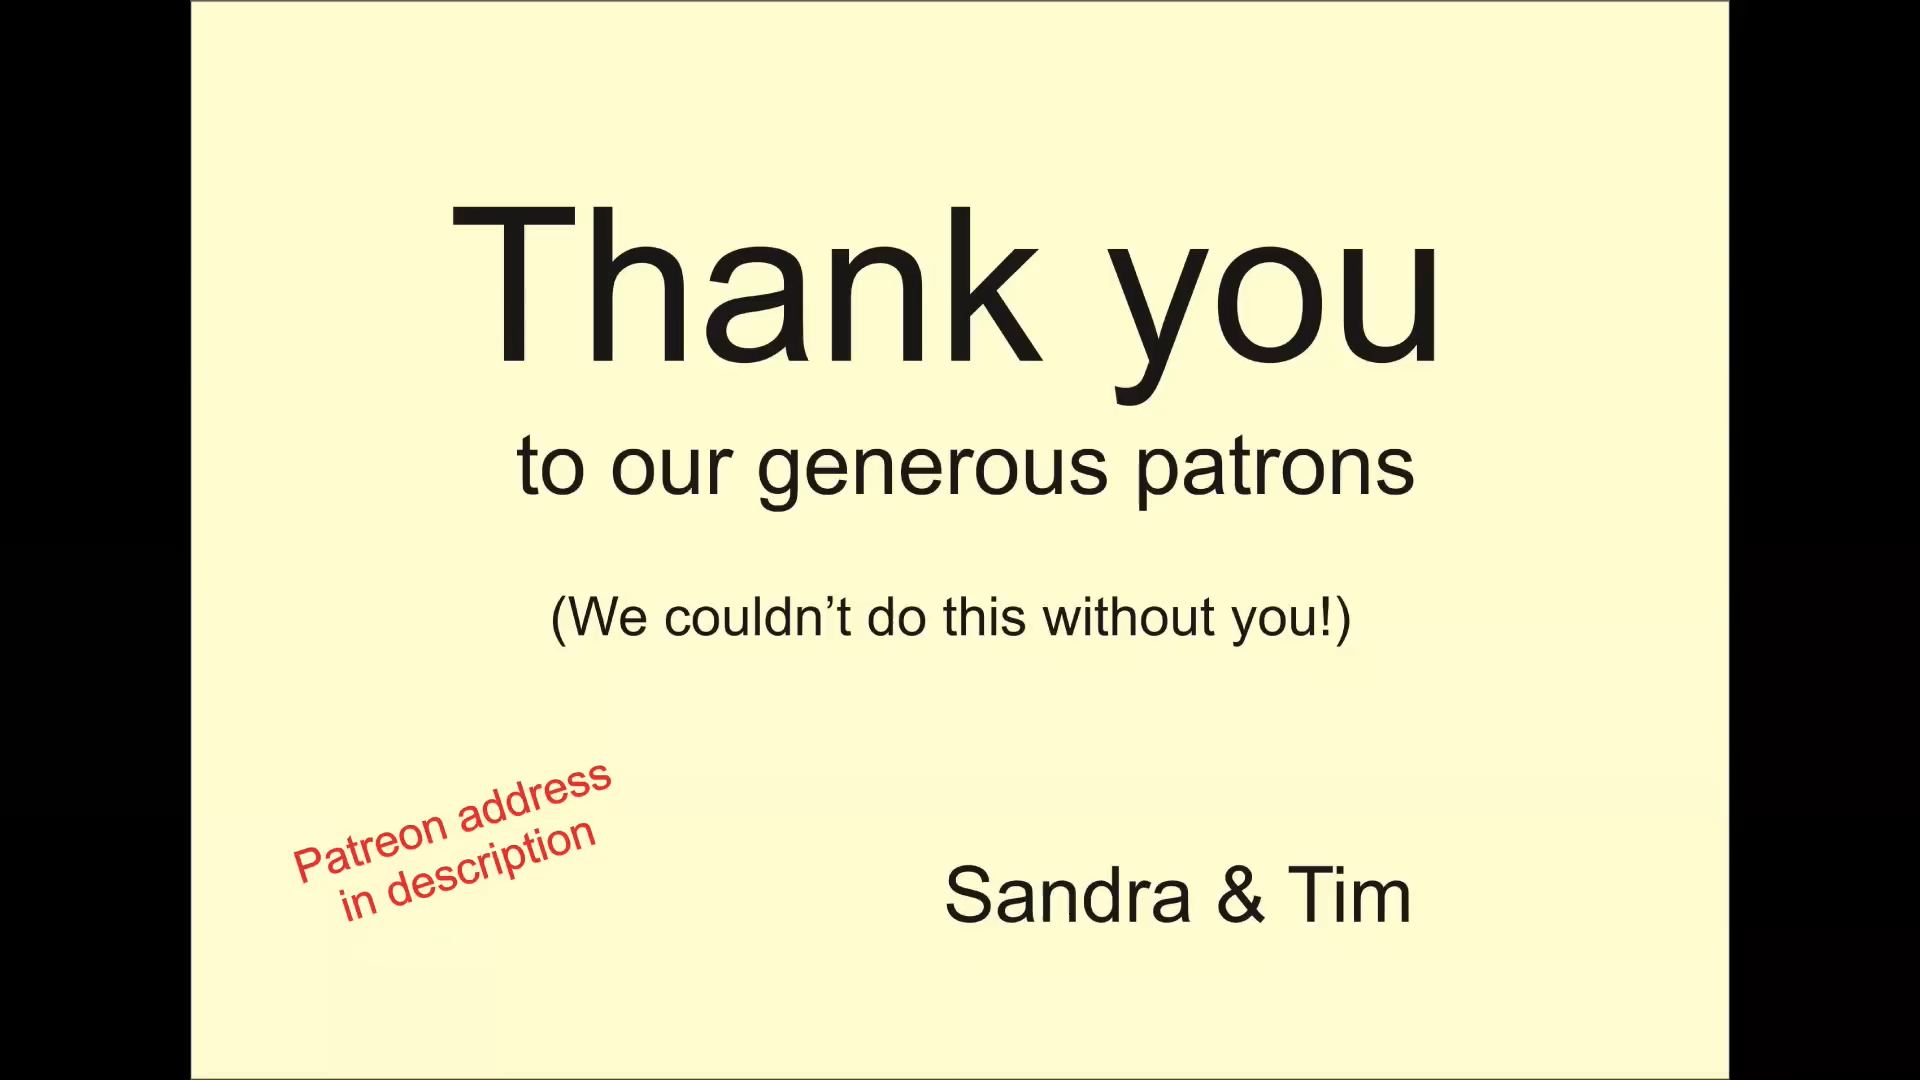 Thank you
to our generous patrons
(We couldn’t do this without you!)
Patreon address
in description
Sandra & Tim